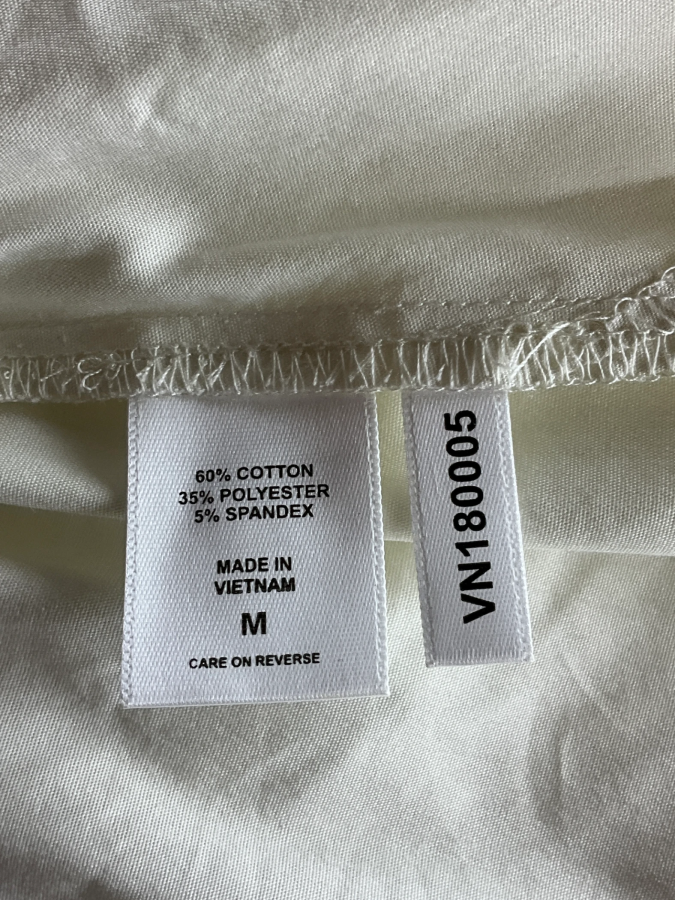 60% COTTON
35% POLYESTER
5% SPANDEX
MADE IN
VIETNAM
M
CARE ON REVERSE
VN180005